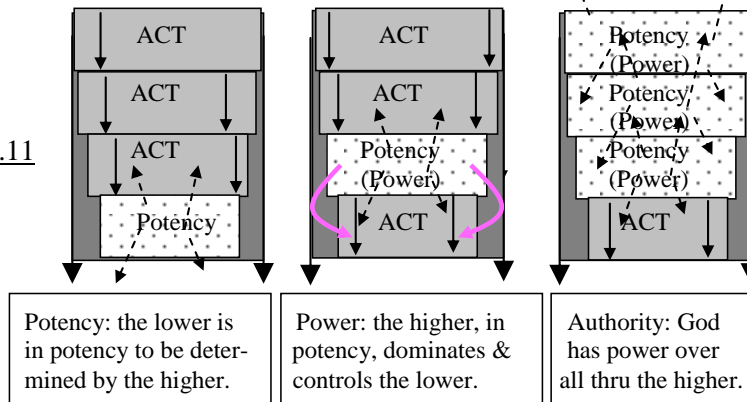 ACT
ACT
ACT
Potency
ACT
ACT
Potency
(Power)
ACT
Potency
(Power)
Potency
(Power)
Potency
(Power)
ACT
.11
Potency: the lower is
in potency to be deter-
mined by the higher.
Power: the higher, in
potency, dominates &
controls the lower.
Authority: God
has power over
all thru the higher.